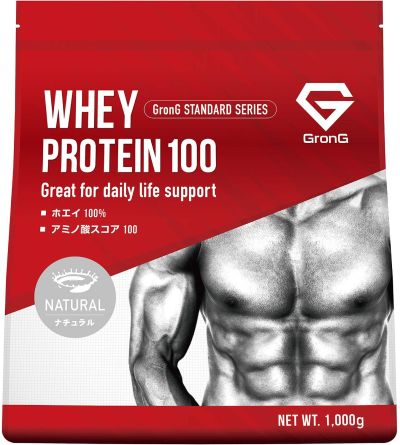 WHEY
GronG STANDARD SERIES
GronG
PROTEIN 100
Great for daily life support
■ ホエイ 100%
■ アミノ酸スコア 100
NATURAL
ナチュラル
NET WT. 1,000g